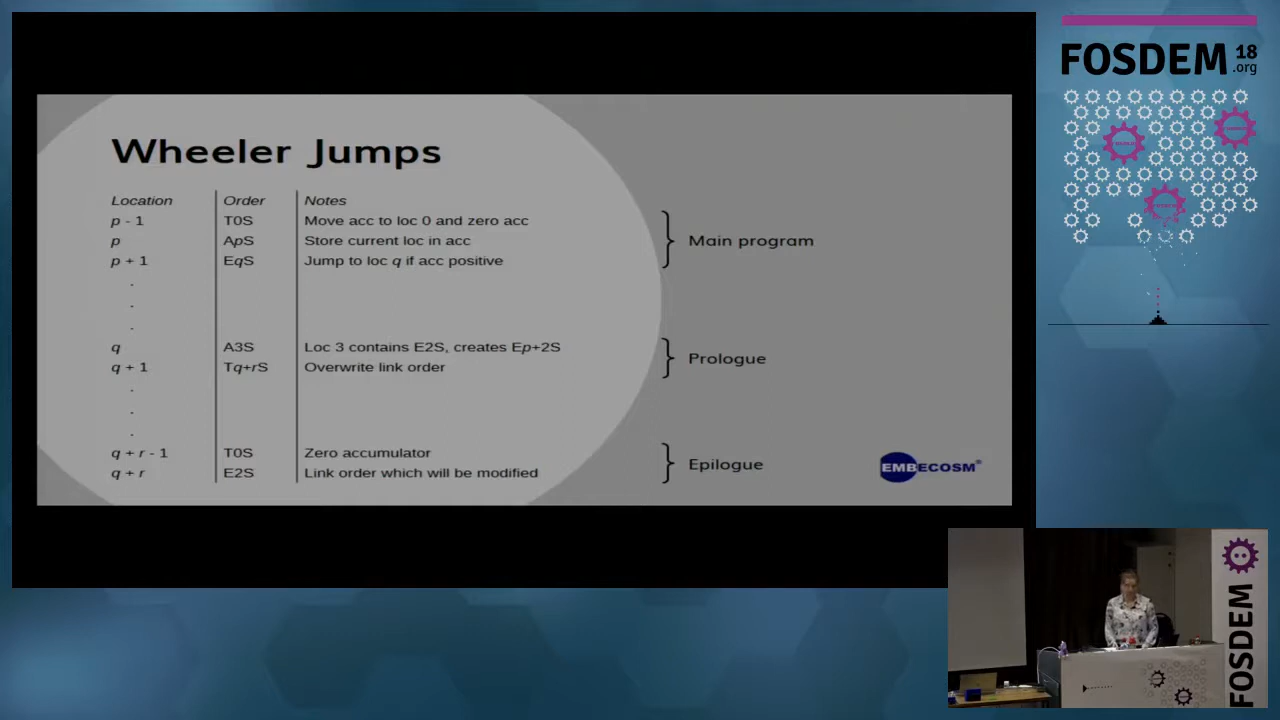 Wheeler Jumps
Location Order Notes
p - 1 T0S Move acc to loc 0 and zero acc
p ApS Store current loc in acc
p + 1 EqS Jump to loc q if acc positive
Main program
q A3S Loc 3 contains E2S, creates Ep+2S
q + 1 Tq+rS Overwrite link order
Prologue
q + r - 1 T0S Zero accumulator
q + r E2S Link order which will be modified
Epilogue
EMBECOSM®
FOSDEM 18
.org
FOSDEM